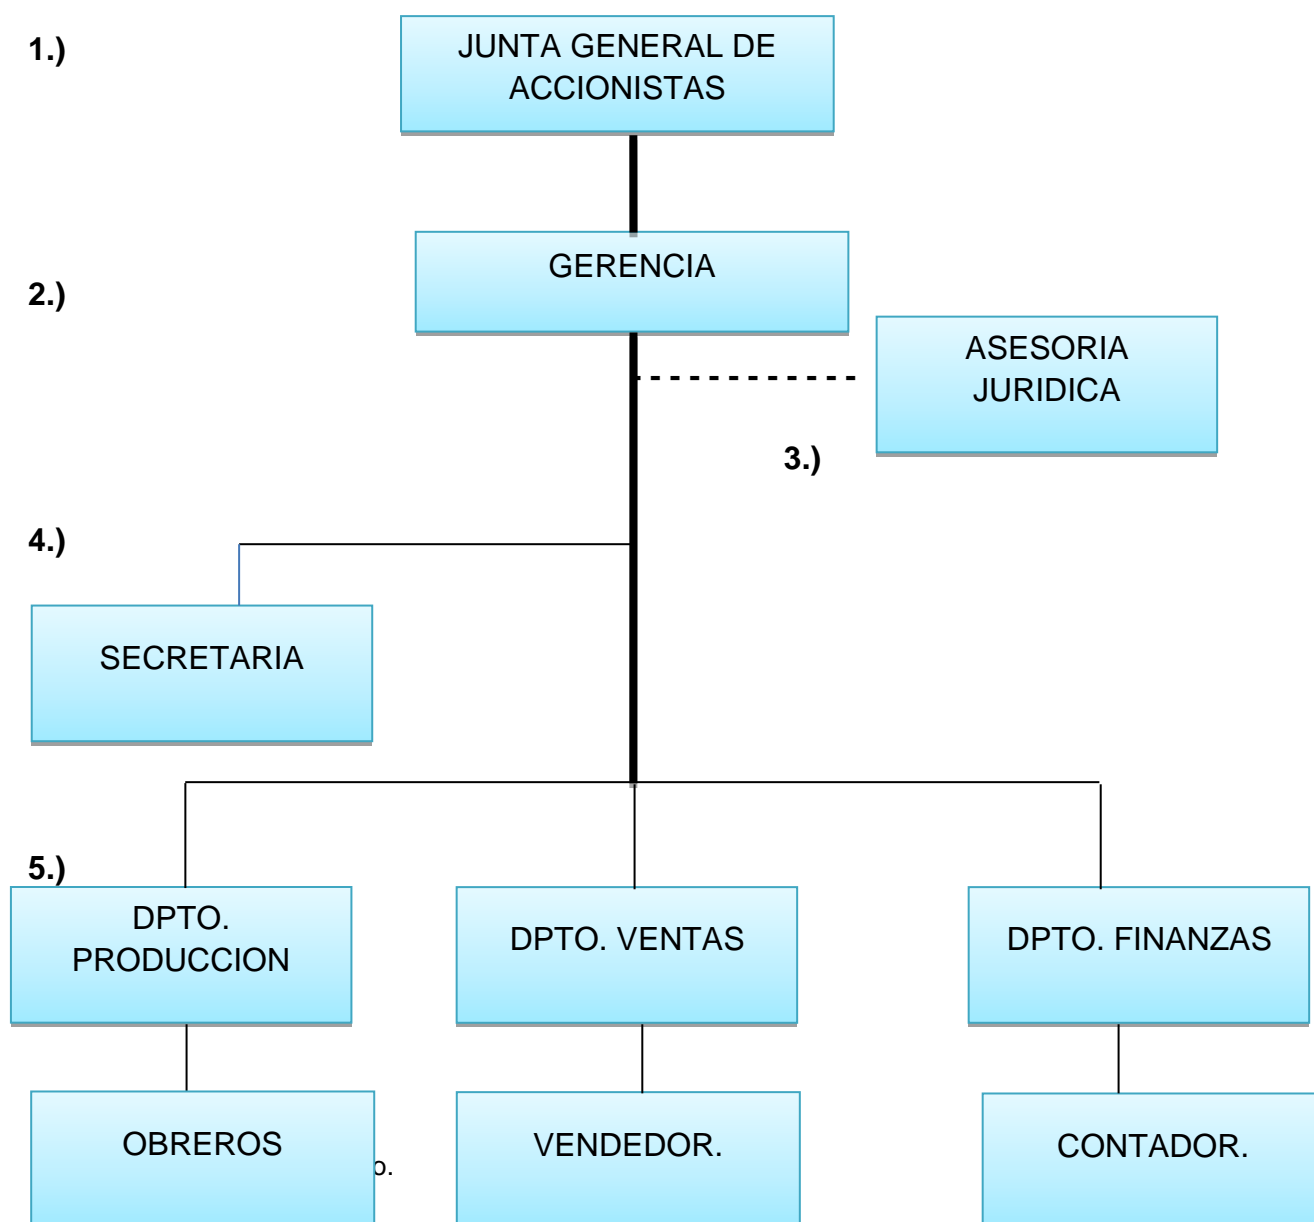 1.)
JUNTA GENERAL DE
ACCIONISTAS
2.)
GERENCIA
ASESORIA
JURIDICA
3.)
4.)
SECRETARIA
5.)
DPTO.
PRODUCCION
DPTO. VENTAS
DPTO. FINANZAS
OBREROS
VENDEDOR.
CONTADOR.